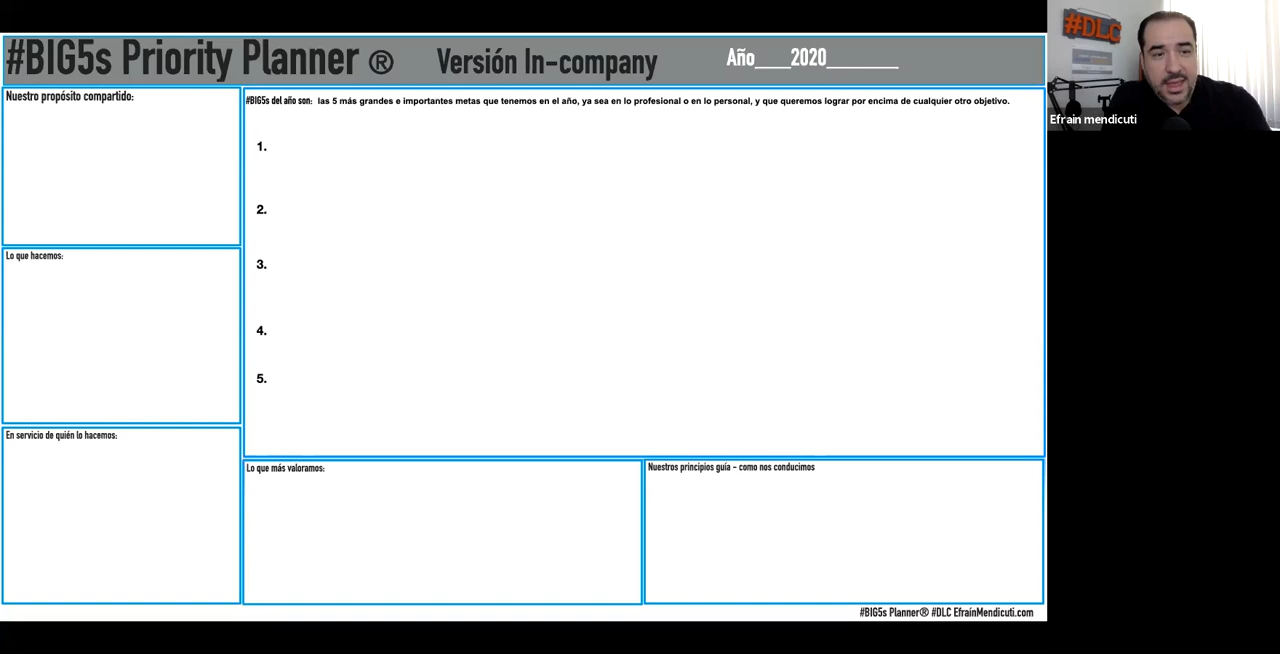 #BIG5s Priority Planner ® Versión In-company Año____2020________
Nuestro propósito compartido:
#BIG5s del año son: las 5 más grandes e importantes metas que tenemos en el año, ya sea en lo profesional o en lo personal, y que queremos lograr por encima de cualquier otro objetivo.
1.
2.
3.
4.
5.
Lo que hacemos:
En servicio de quién lo hacemos:
Lo que más valoramos:
Nuestros principios guía - como nos conducimos
#BIG5s Planner® #DLC EfraínMendicuti.com
#DLC
Efrain mendicuti